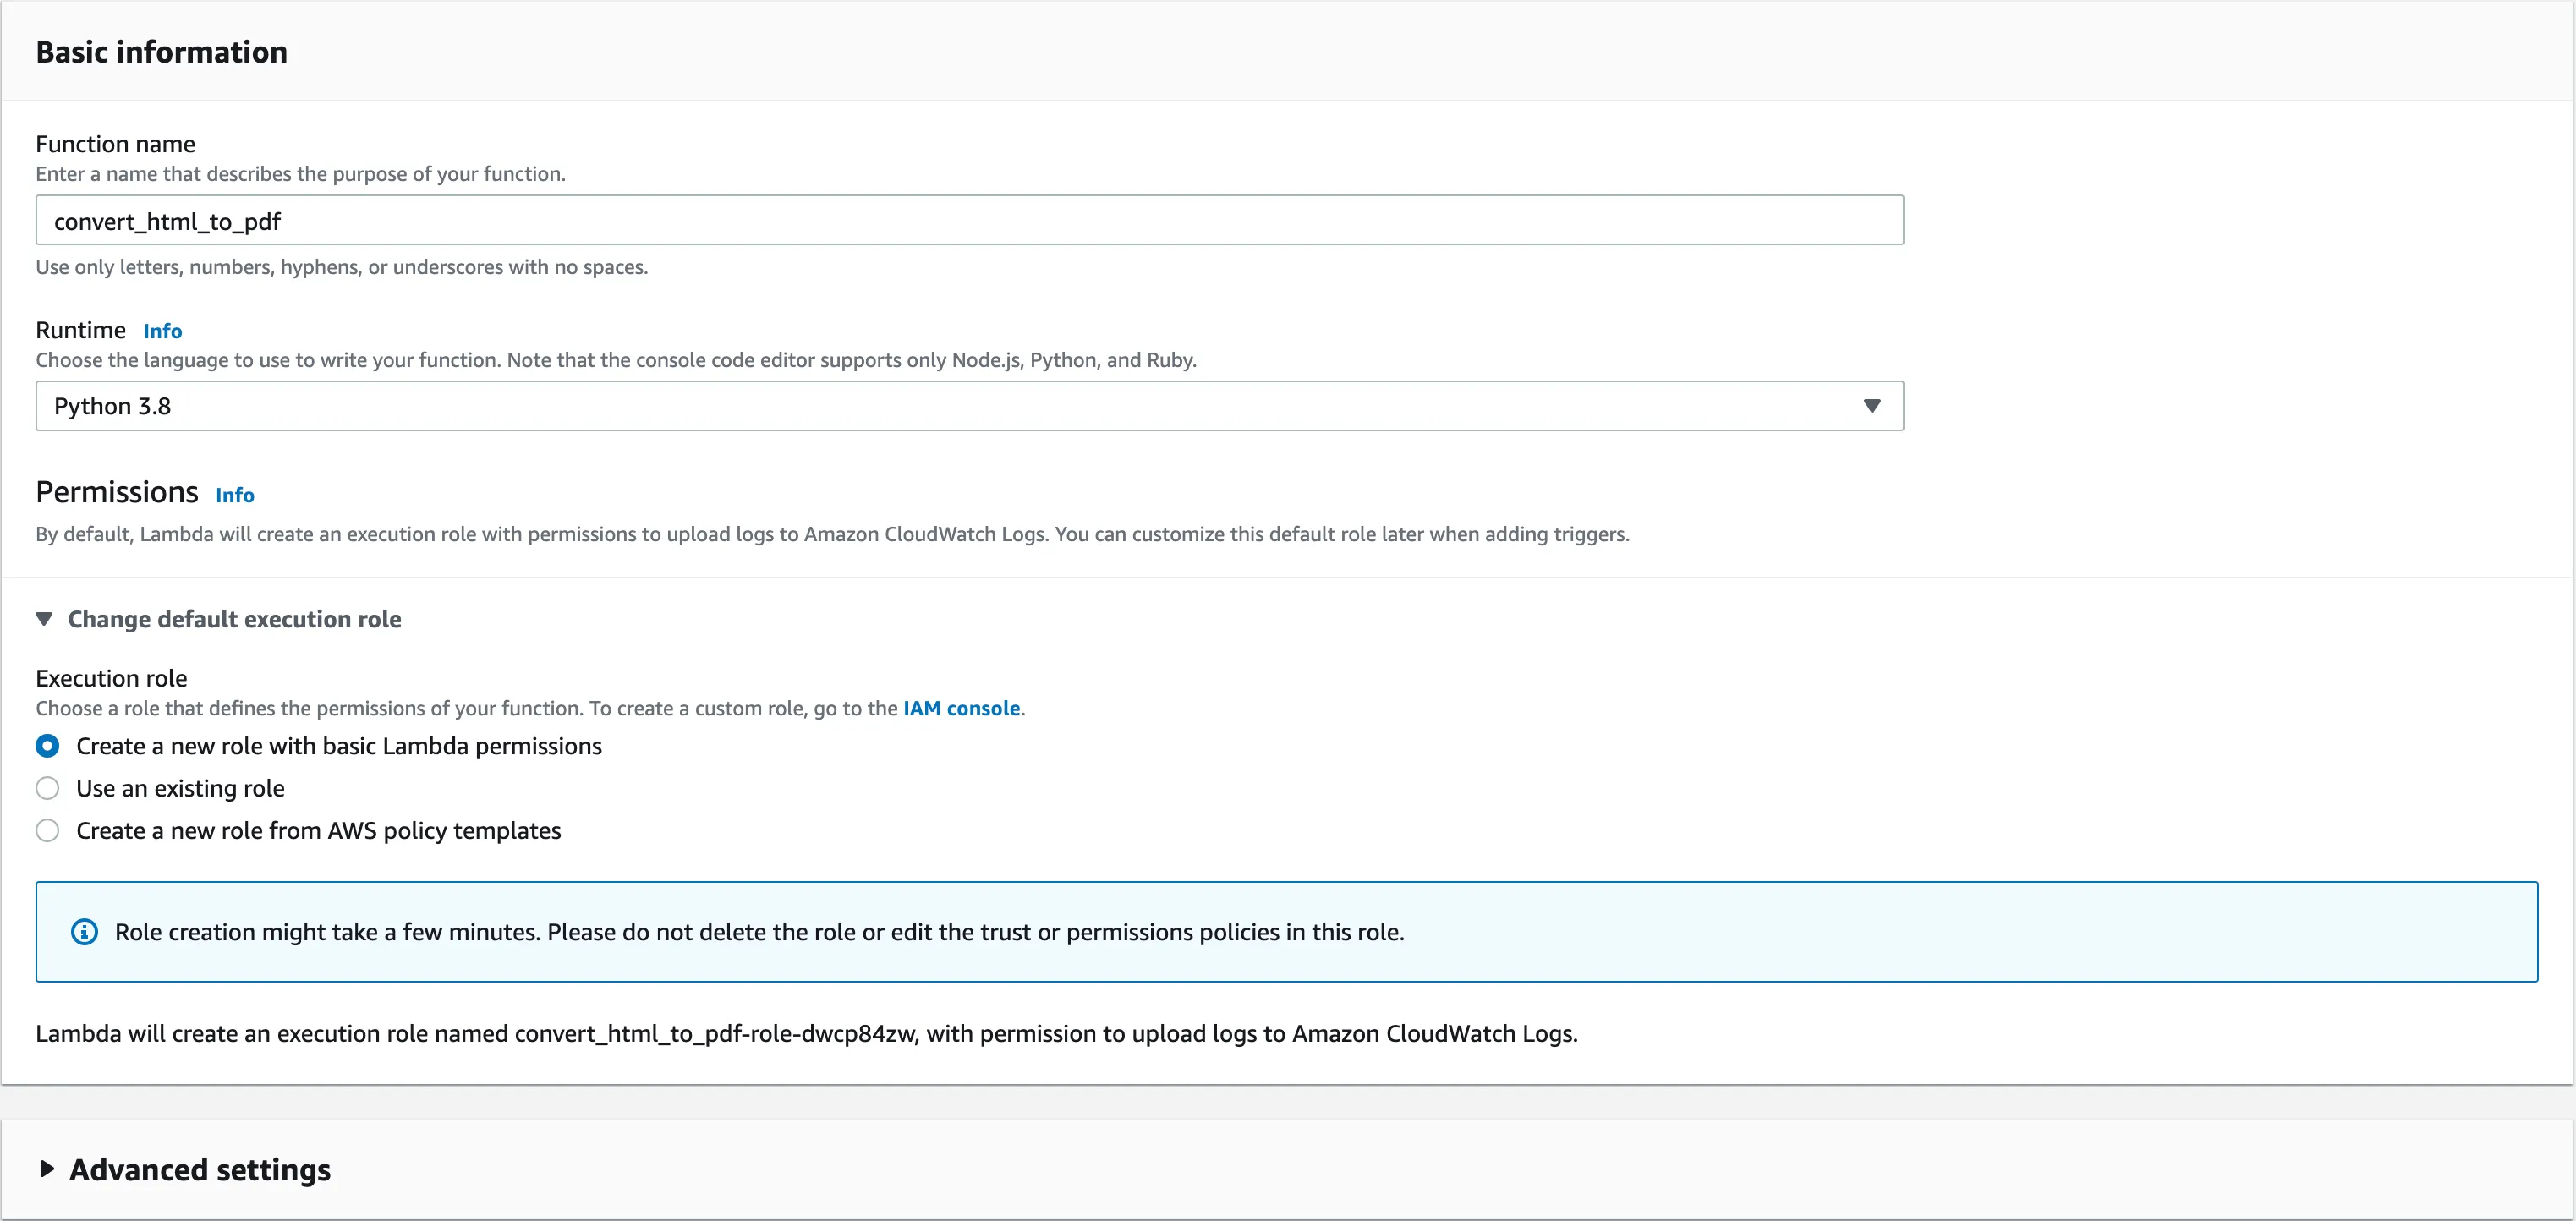 Basic information
Function name
Enter a name that describes the purpose of your function.
convert_html_to_pdf
Use only letters, numbers, hyphens, or underscores with no spaces.
Runtime Info
Choose the language to use to write your function. Note that the console code editor supports only Node.js, Python, and Ruby.
Python 3.8
Permissions Info
By default, Lambda will create an execution role with permissions to upload logs to Amazon CloudWatch Logs. You can customize this default role later when adding triggers.
Change default execution role
Execution role
Choose a role that defines the permissions of your function. To create a custom role, go to the IAM console.
Create a new role with basic Lambda permissions
Use an existing role
Create a new role from AWS policy templates
Role creation might take a few minutes. Please do not delete the role or edit the trust or permissions policies in this role.
Lambda will create an execution role named convert_html_to_pdf-role-dwcp84zw, with permission to upload logs to Amazon CloudWatch Logs.
Advanced settings